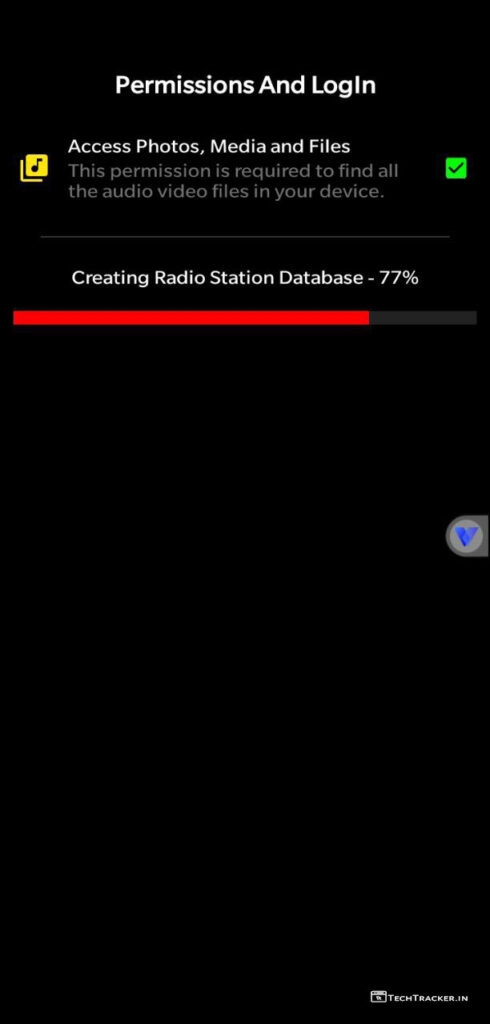 Permissions And LogIn
Access Photos, Media and Files
This permission is required to find all
the audio video files in your device.
Creating Radio Station Database - 77%
TechTracker.in